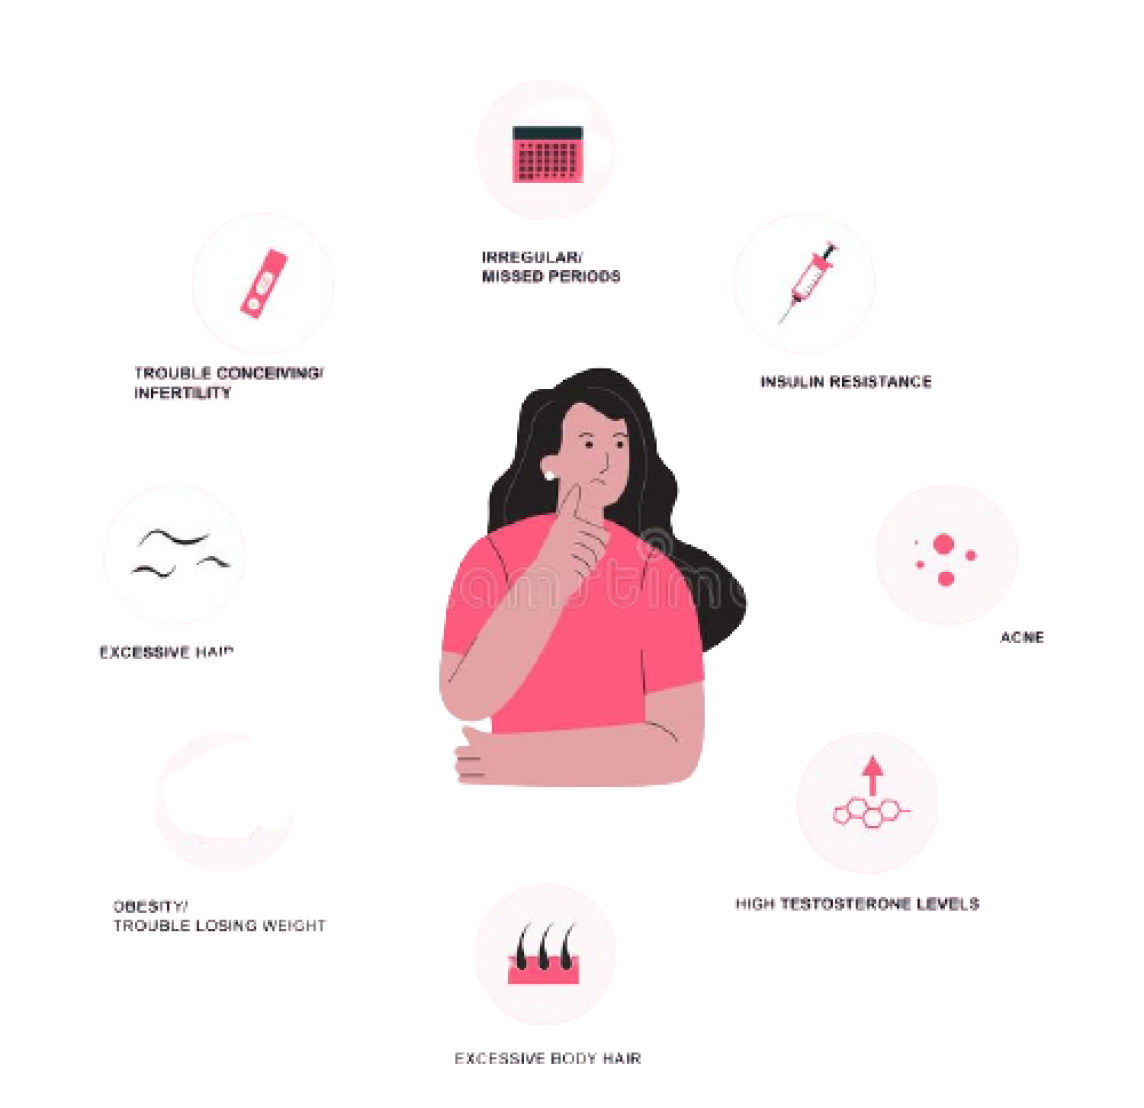 IRREGULAR/
MISSED PERIODS
TROUBLE CONCEIVING/
INFERTILITY
INSULIN RESISTANCE
EXCESSIVE HAIR
ACNE
OBESITY/
TROUBLE LOSING WEIGHT
HIGH TESTOSTERONE LEVELS
EXCESSIVE BODY HAIR